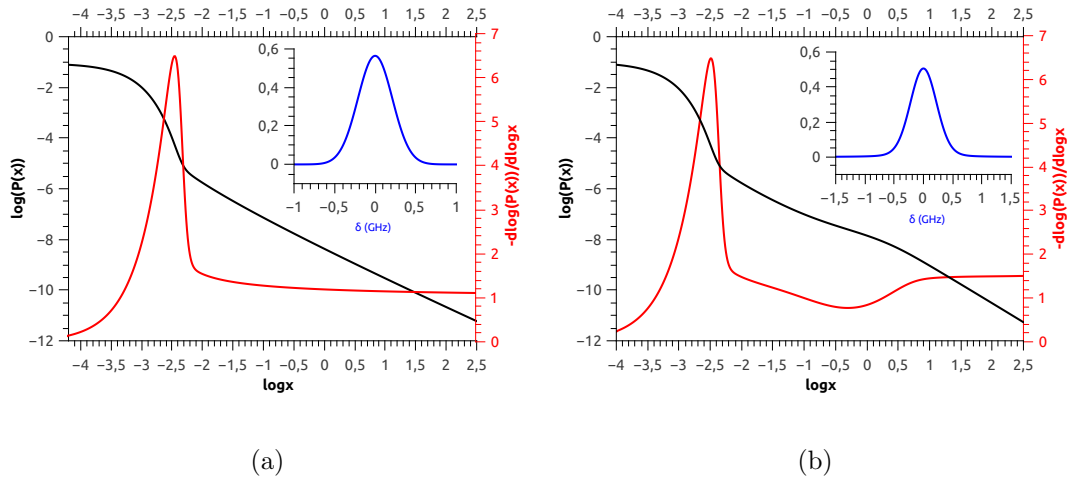 −4 −3,5 −3 −2,5 −2 −1,5 −1 −0,5 0 0,5 1 1,5 2 2,5
0 −2 −4 −6 −8 −10 −12
log(P(x))
−4 −3,5 −3 −2,5 −2 −1,5 −1 −0,5 0 0,5 1 1,5 2 2,5
logx
7 6 5 4 3 2 1 0
-dlog(P(x))/dlogx
0,6 0,4 0,2 0
−1 −0,5 0 0,5 1
δ (GHz)
(a)
−4 −3,5 −3 −2,5 −2 −1,5 −1 −0,5 0 0,5 1 1,5 2 2,5
0 −2 −4 −6 −8 −10 −12
log(P(x))
−4 −3,5 −3 −2,5 −2 −1,5 −1 −0,5 0 0,5 1 1,5 2 2,5
logx
7 6 5 4 3 2 1 0
-dlog(P(x))/dlogx
0,6 0,4 0,2 0
−1,5 −1 −0,5 0 0,5 1 1,5
δ (GHz)
(b)